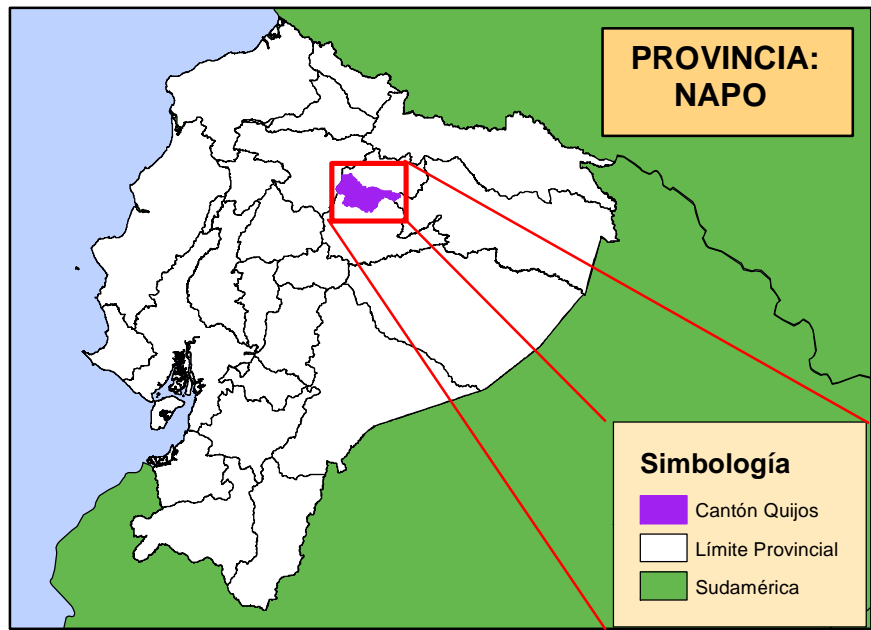 PROVINCIA:
NAPO
Simbología
Cantón Quijos
Límite Provincial
Sudamérica